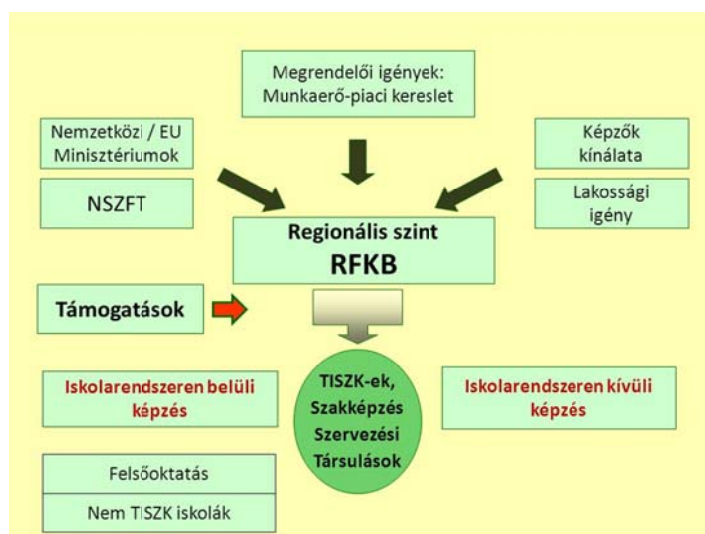 Megrendelői igények:
Munkaerő-piaci kereslet
Nemzetközi / EU
Minisztériumok
Képzők
kínálata
NSZFT
Lakossági
igény
Regionális szint
RFKB
Támogatások
Iskolarendszeren belüli
képzés
TISZK-ek,
Szakképzés
Szervezési
Társulások
Iskolarendszeren kívüli
képzés
Felsőoktatás
Nem TISZK iskolák